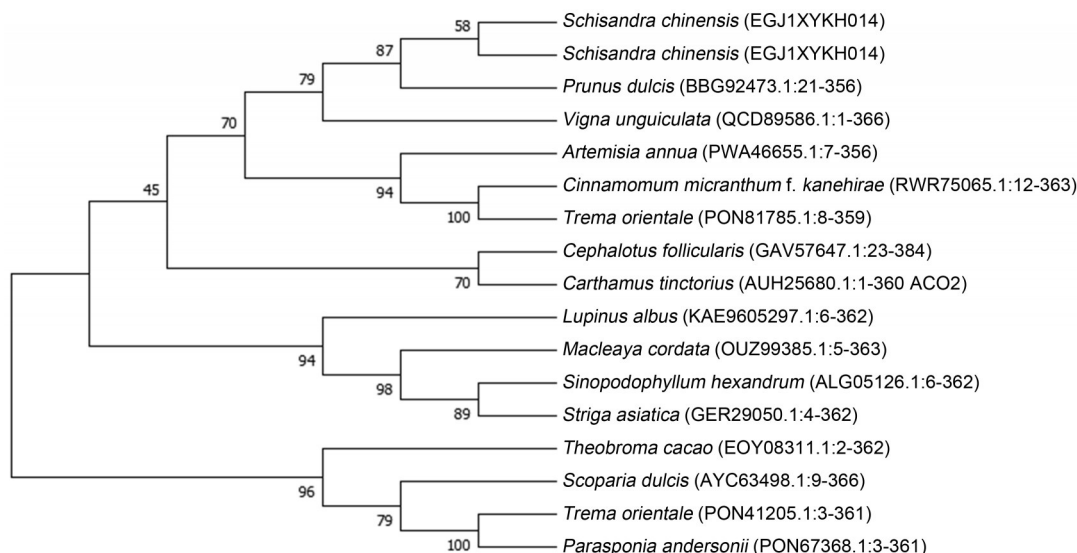 58 Schisandra chinensis (EGJ1XYKH014)
87 Schisandra chinensis (EGJ1XYKH014)
79 Prunus dulcis (BBG92473.1:21-356)
70 Vigna unguiculata (QCD89586.1:1-366)
Artemisia annua (PWA46655.1:7-356)
45 94 Cinnamomum micranthum f. kanehirae (RWR75065.1:12-363)
100 Trema orientale (PON81785.1:8-359)
Cephalotus follicularis (GAV57647.1:23-384)
70 Carthamus tinctorius (AUH25680.1:1-360 ACO2)
Lupinus albus (KAE9605297.1:6-362)
94 Macleaya cordata (OUZ99385.1:5-363)
98 Sinopodophyllum hexandrum (ALG05126.1:6-362)
89 Striga asiatica (GER29050.1:4-362)
Theobroma cacao (EOY08311.1:2-362)
96 Scoparia dulcis (AYC63498.1:9-366)
79 Trema orientale (PON41205.1:3-361)
100 Parasponia andersonii (PON67368.1:3-361)